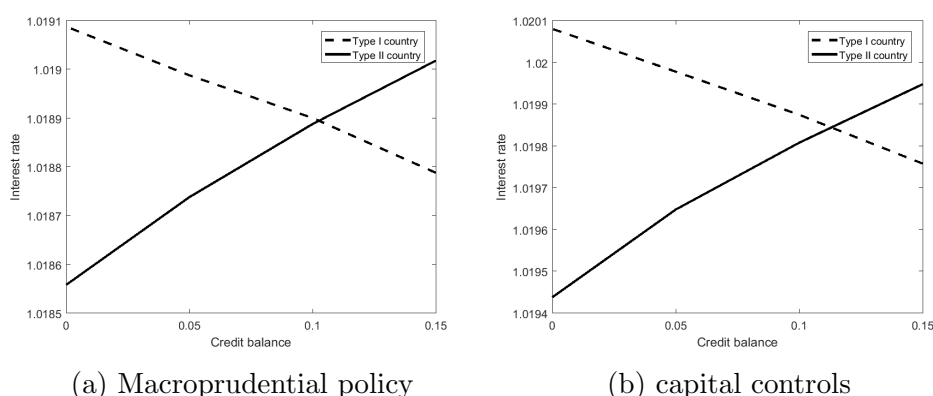 1.0191
1.019
1.0189
1.0188
1.0187
1.0186
1.0185
Interest rate
Type I country
Type II country
0 0.05 0.1 0.15
Credit balance
(a) Macroprudential policy
1.0201
1.02
1.0199
1.0198
1.0197
1.0196
1.0195
1.0194
Interest rate
Type I country
Type II country
0 0.05 0.1 0.15
Credit balance
(b) capital controls